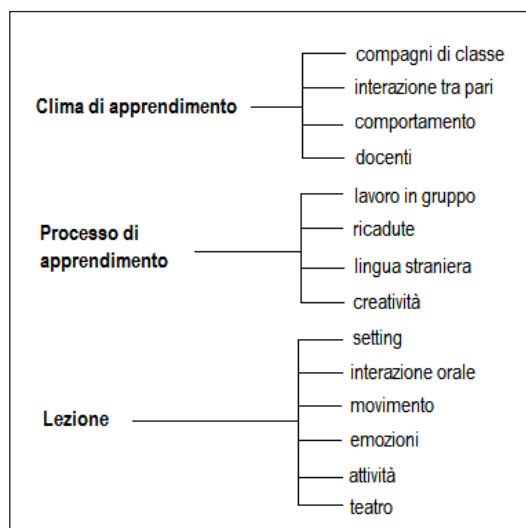 Clima di apprendimento
compagni di classe
interazione tra pari
comportamento
docenti
Processo di
apprendimento
lavoro in gruppo
ricadute
lingua straniera
creatività
Lezione
setting
interazione orale
movimento
emozioni
attività
teatro